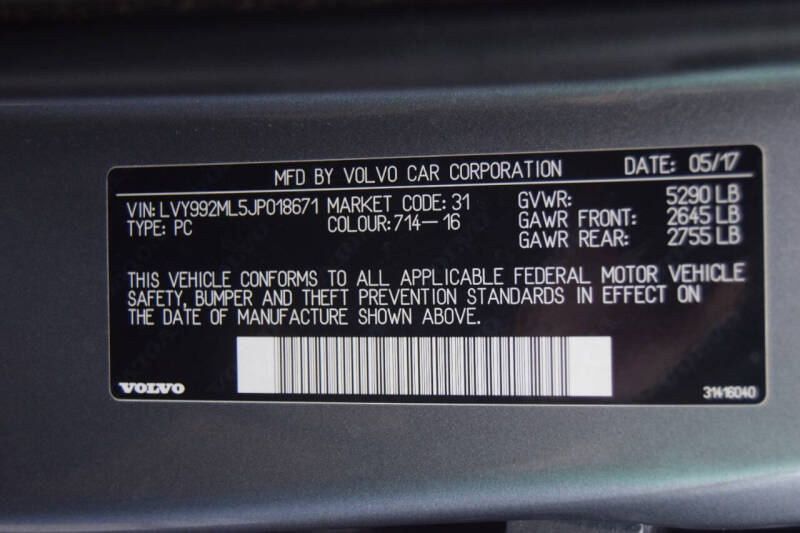 MFD BY VOLVO CAR CORPORATION DATE: 05/17
VIN: LVY992ML5JP018671 MARKET CODE: 31 GVWR: 5290 LB
TYPE: PC COLOUR: 714-16 GAWR FRONT: 2645 LB
GAWR REAR: 2755 LB
THIS VEHICLE CONFORMS TO ALL APPLICABLE FEDERAL MOTOR VEHICLE
SAFETY, BUMPER AND THEFT PREVENTION STANDARDS IN EFFECT ON
THE DATE OF MANUFACTURE SHOWN ABOVE.
VOLVO 31416040